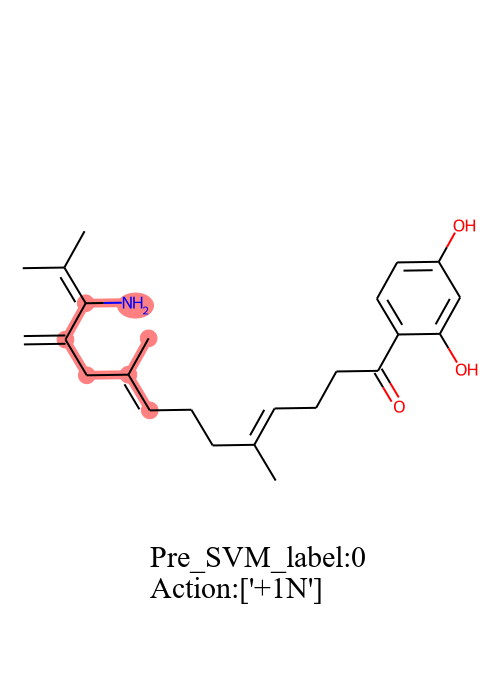 OH
NH2
OH
O
Pre_SVM_label:0
Action:['+1N']